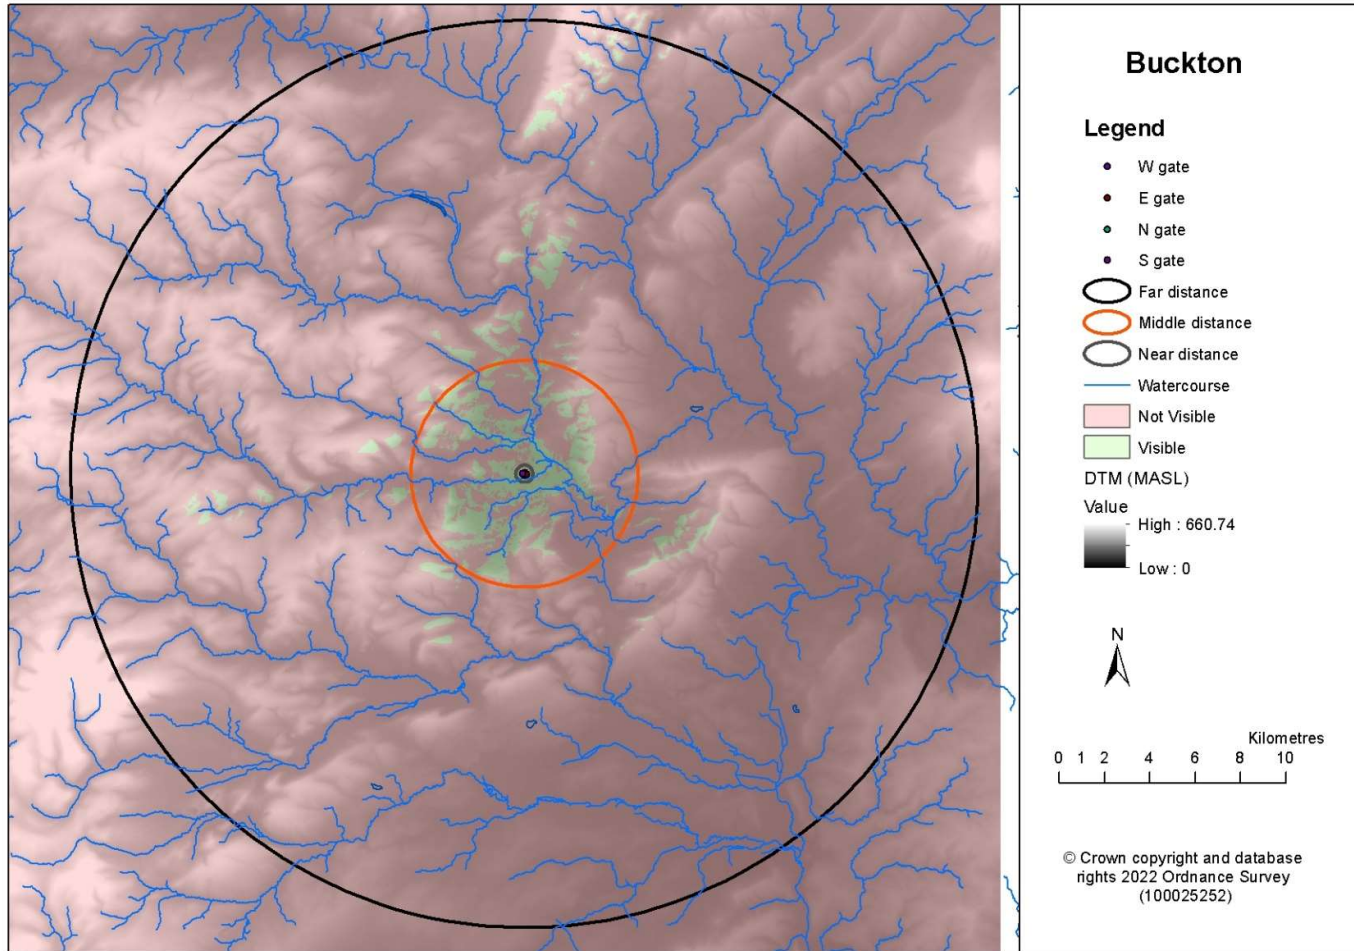 Buckton
Legend
W gate
E gate
N gate
S gate
Far distance
Middle distance
Near distance
Watercourse
Not Visible
Visible
DTM (MASL)
Value
High : 660.74
Low : 0
N
Kilometres
0 1 2 4 6 8 10
© Crown copyright and database
rights 2022 Ordnance Survey
(100025252)